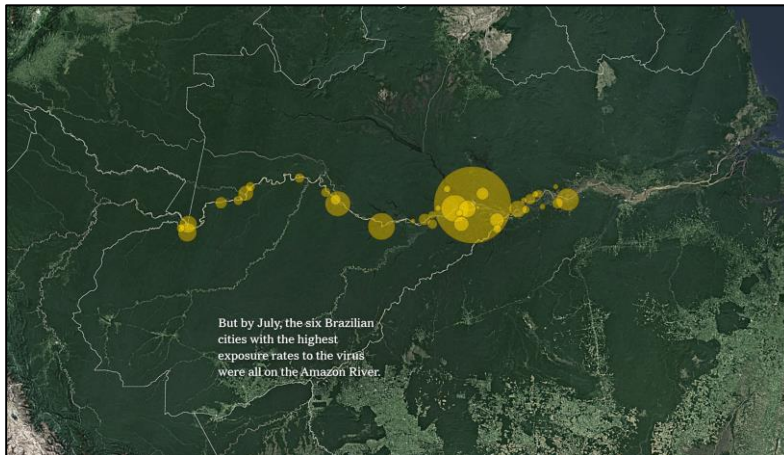 But by July, the six Brazilian
cities with the highest
exposure rates to the virus
were all on the Amazon River.